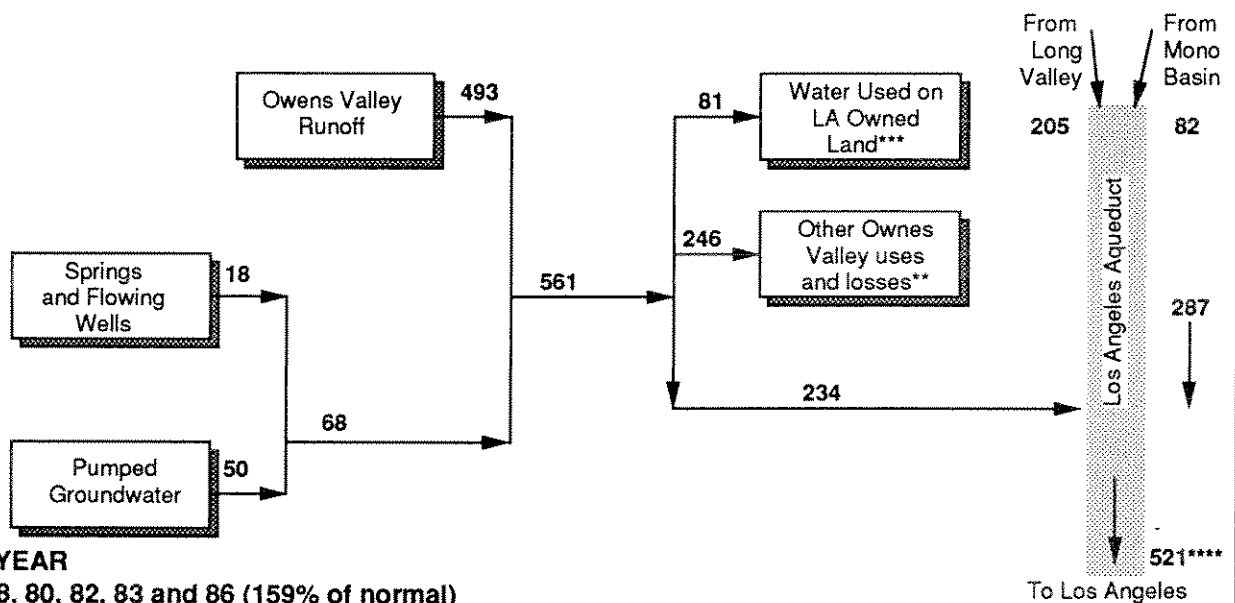 From
Long
Valley
From
Mono
Basin
Owens Valley
Runoff
493
81
Water Used on
LA Owned
Land***
205
82
Springs
and Flowing
Wells
18
561
246
Other Ownes
Valley uses
and losses**
Los Angeles Aqueduct
287
234
68
Pumped
Groundwater
50
YEAR
521****
80, 82, 83 and 86 (159% of normal)
To Los Angeles